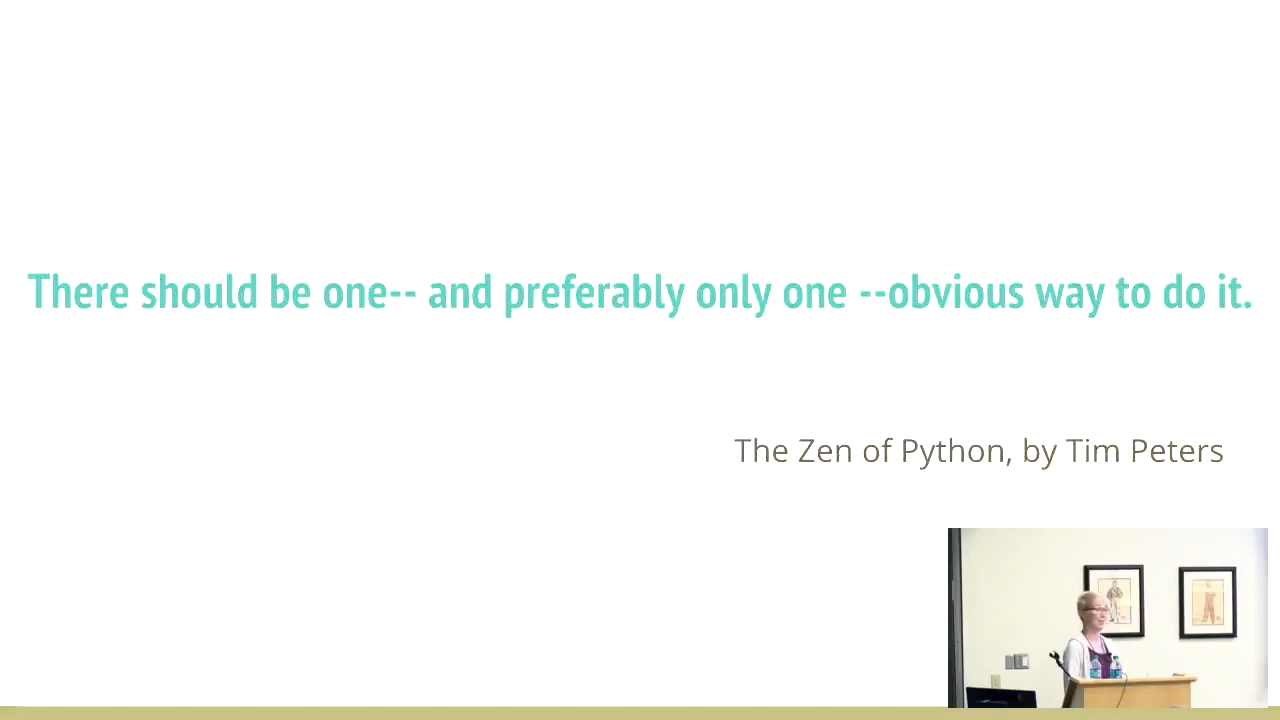 There should be one-- and preferably only one --obvious way to do it.
The Zen of Python, by Tim Peters